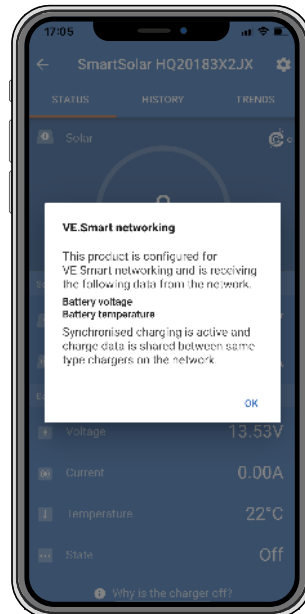 17:05
SmartSolar HQ20183X2JX
STATUS HISTORY TRENDS
Solar
VE.Smart networking
This product is configured for
VE Smart networking and is receiving
the following data from the network.
Battery voltage
Battery temperature
Synchronised charging is active and
charge data is shared between same
type chargers on the network
OK
Voltage 13.53V
Current 0.00A
Temperature 22°C
State Off
Why is the charger off?